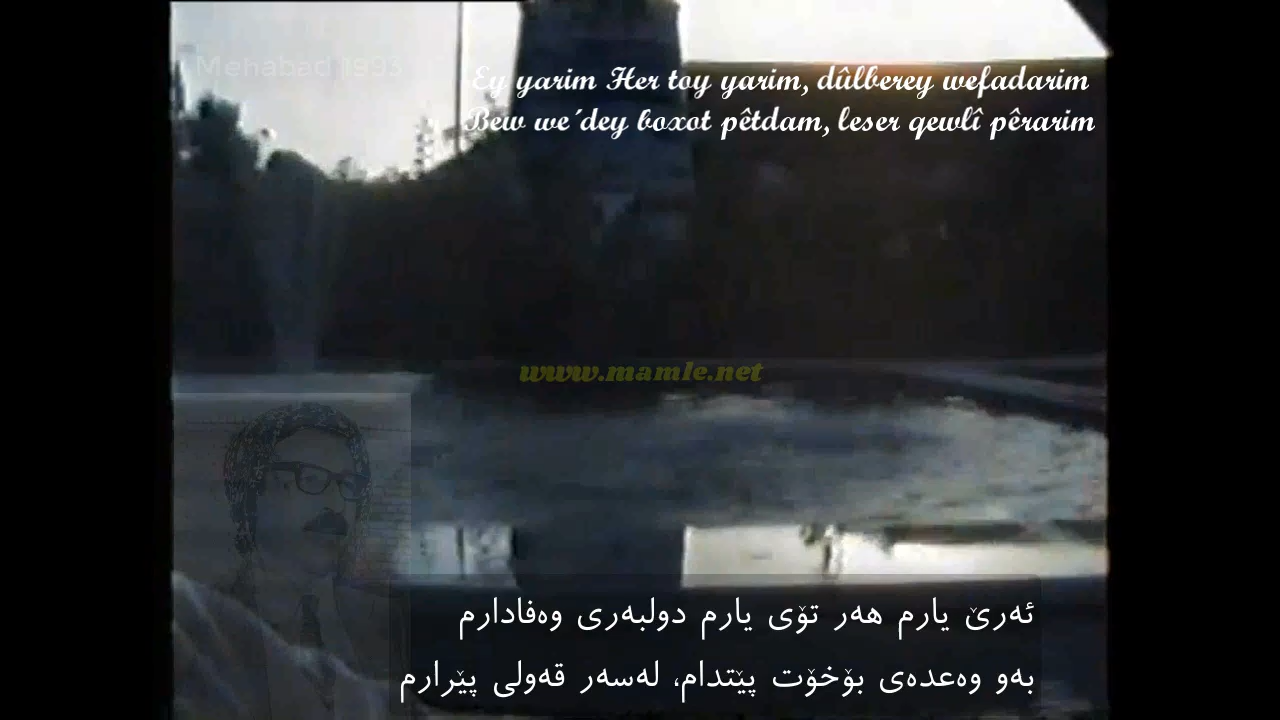 Mehabad 1993
Ey yarim Her toy yarim, dûlberey wefadarim
Bew we´dey boxot pêtdam, leser qewlî pêrarim
www.mamle.net
ئەرێ یارم هەر تۆی یارم دولبەری وەفادارم
بەو وەعدەی بۆخۆت پێتدام، لەسەر قەولی پێرارم